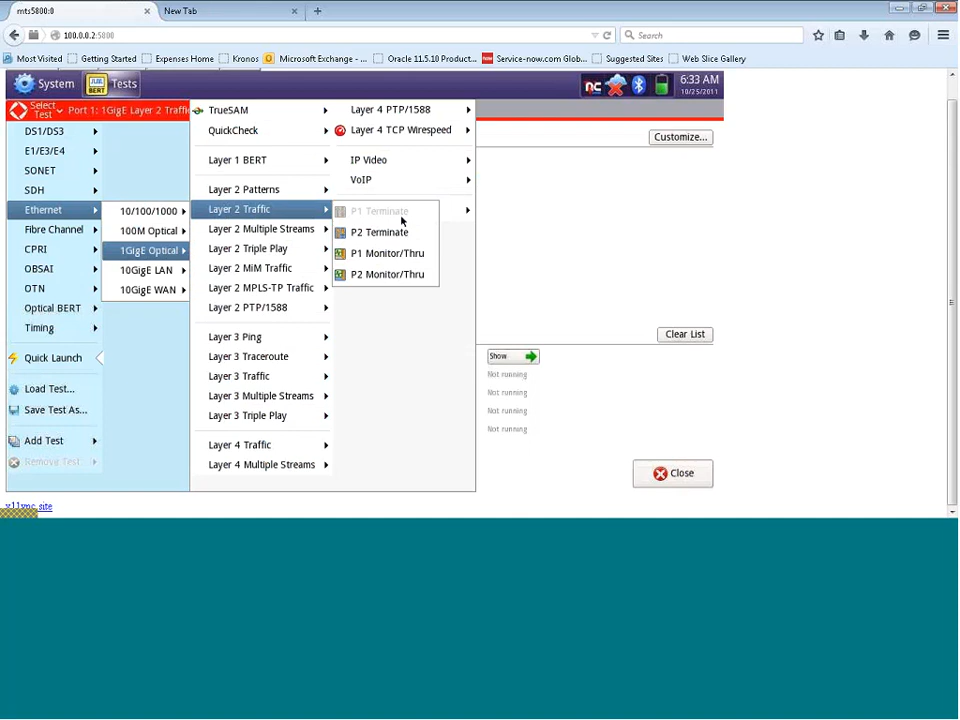 mts5800:0
New Tab
100.0.0.2:5800
Search
Most Visited
Getting Started
Expenses Home
Kronos
Microsoft Exchange - ...
Oracle 11.5.10 Product...
Service-now.com Glob...
Suggested Sites
Web Slice Gallery
System
JUM
BERT
Tests
nc
6:33 AM
10/25/2011
Select
Test
Port 1: 1GigE Layer 2 Traffi
DS1/DS3
E1/E3/E4
SONET
SDH
Ethernet
Fibre Channel
CPRI
OBSAI
OTN
Optical BERT
Timing
Quick Launch
Load Test...
Save Test As...
Add Test
Remove Test
10/100/1000
100M Optical
1GigE Optical
10GigE LAN
10GigE WAN
TrueSAM
QuickCheck
Layer 1 BERT
Layer 2 Patterns
Layer 2 Traffic
Layer 2 Multiple Streams
Layer 2 Triple Play
Layer 2 MiM Traffic
Layer 2 MPLS-TP Traffic
Layer 2 PTP/1588
Layer 3 Ping
Layer 3 Traceroute
Layer 3 Traffic
Layer 3 Multiple Streams
Layer 3 Triple Play
Layer 4 Traffic
Layer 4 Multiple Streams
Layer 4 PTP/1588
Layer 4 TCP Wirespeed
IP Video
VoIP
P1 Terminate
P2 Terminate
P1 Monitor/Thru
P2 Monitor/Thru
Customize...
Clear List
Show
Not running
Not running
Not running
Not running
Close
site